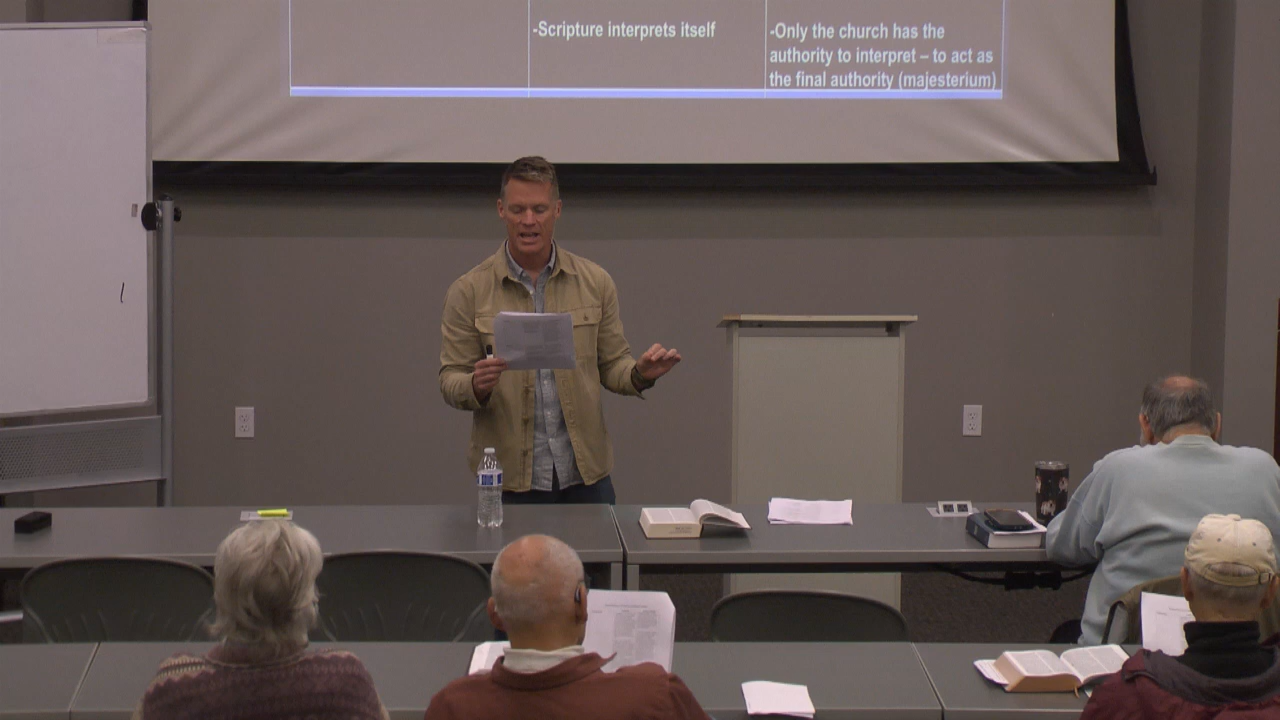 -Scripture interprets itself
-Only the church has the
authority to interpret – to act as
the final authority (majesterium)